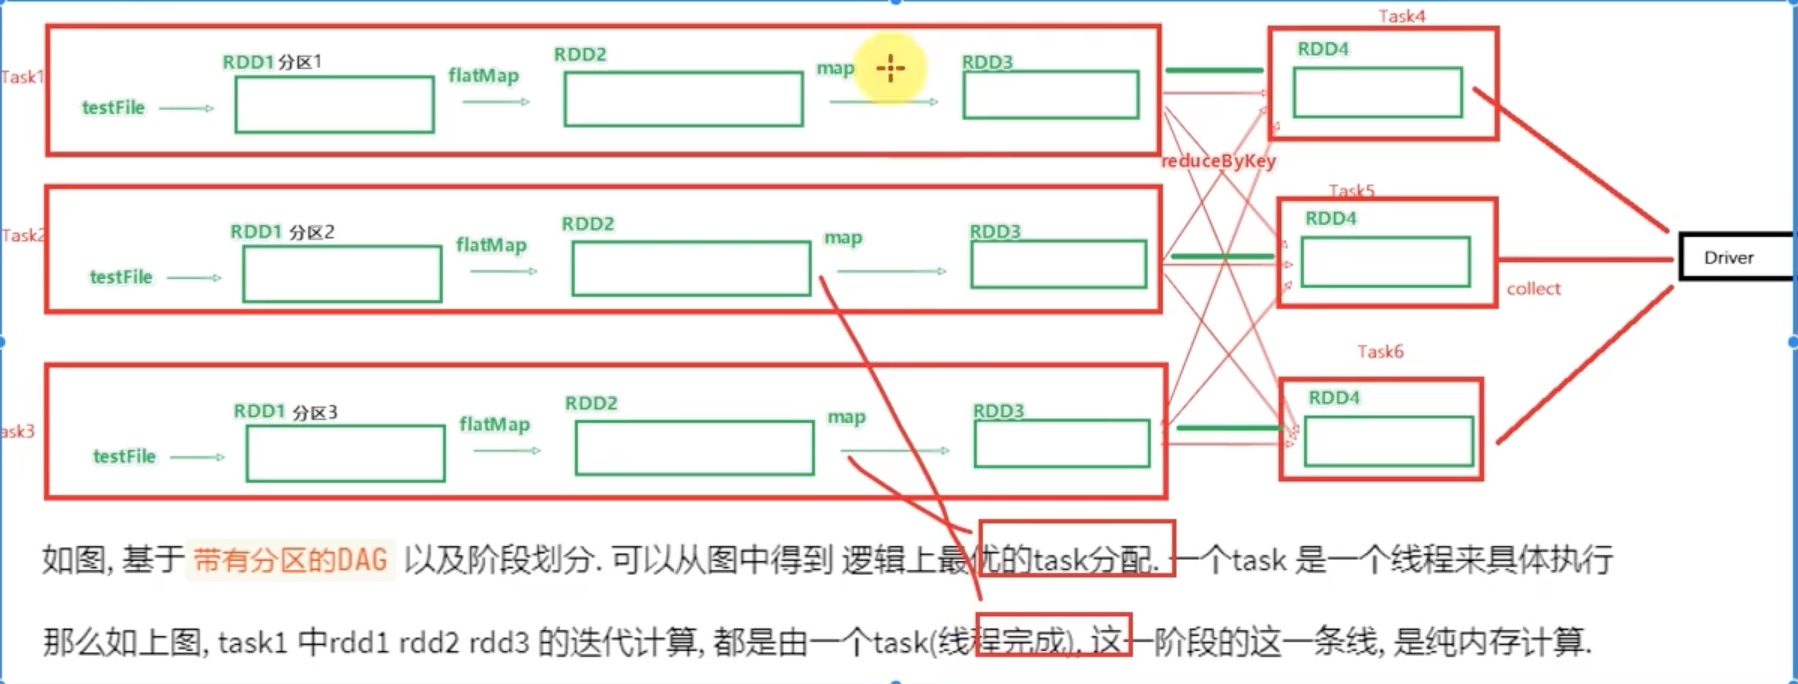 Task4
RDD1 分区1
RDD2
RDD3
RDD4
Task1
testFile
flatMap
map
reduceByKey
Task5
RDD1 分区2
RDD2
RDD3
RDD4
Task2
testFile
flatMap
map
Driver
collect
Task6
RDD1 分区3
RDD2
RDD3
RDD4
ask3
testFile
flatMap
map
如图, 基于 带有分区的DAG 以及阶段划分. 可以从图中得到 逻辑上最优的task分配. 一个task 是一个线程来具体执行
那么如上图, task1 中rdd1 rdd2 rdd3 的迭代计算, 都是由一个task(线程完成), 这一阶段的这一条线, 是纯内存计算.